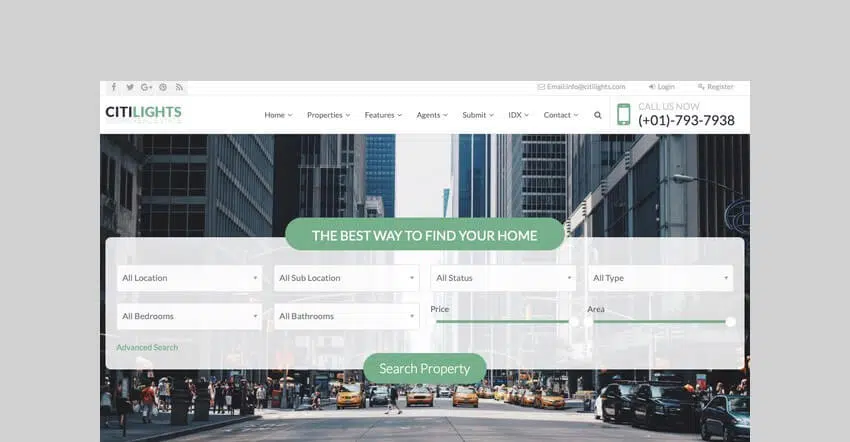 Email:info@citilights.com Login Register
CITILIGHTS
Home Properties Features Agents Submit IDX Contact
CALL US NOW
(+01)-793-7938
THE BEST WAY TO FIND YOUR HOME
All Location All Sub Location All Status All Type
All Bedrooms All Bathrooms Price Area
Advanced Search
Search Property